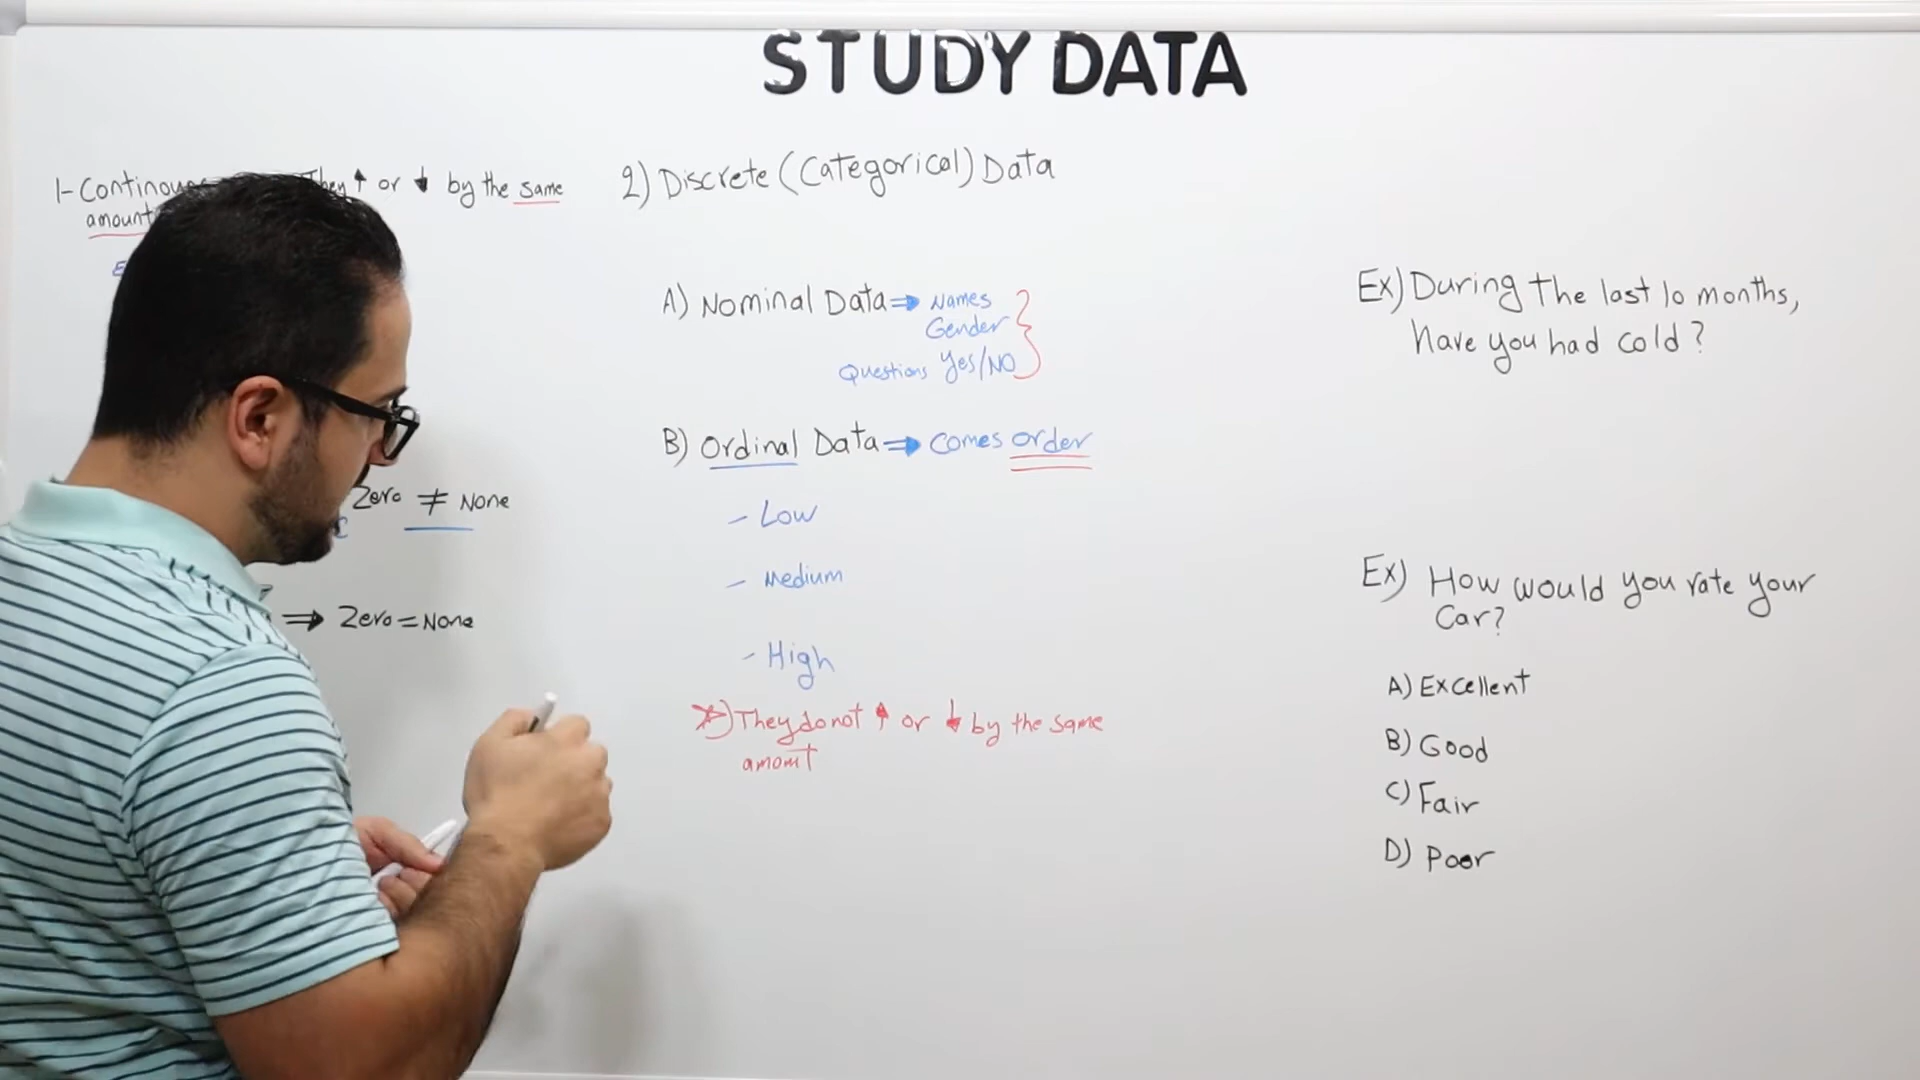 STUDY DATA
1- Continous They ↑ or ↓ by the same
amount
2) Discrete (Categorical) Data
A) Nominal Data ⇒ Names
Gender
Questions Yes/NO
B) Ordinal Data ⇒ Comes order
- Low
- Medium
- High
*) They do not ↑ or ↓ by the same
amount
Zero ≠ None
⇒ Zero = None
Ex) During the last 10 months,
have you had cold?
Ex) How would you rate your
Car?
A) Excellent
B) Good
C) Fair
D) Poor